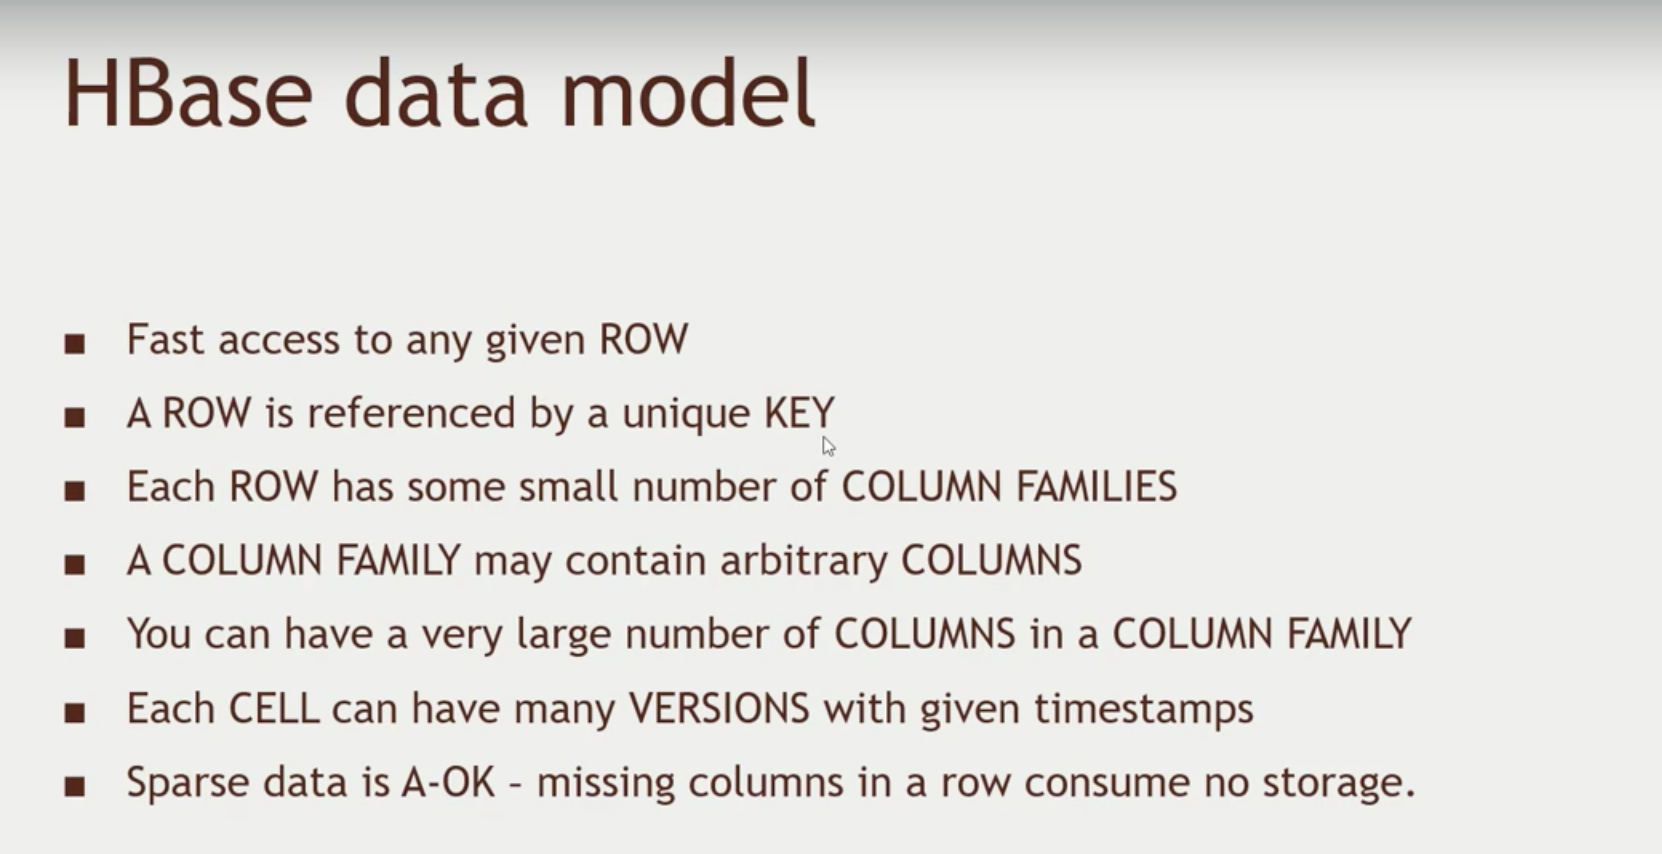 HBase data model
■ Fast access to any given ROW
■ A ROW is referenced by a unique KEY
■ Each ROW has some small number of COLUMN FAMILIES
■ A COLUMN FAMILY may contain arbitrary COLUMNS
■ You can have a very large number of COLUMNS in a COLUMN FAMILY
■ Each CELL can have many VERSIONS with given timestamps
■ Sparse data is A-OK – missing columns in a row consume no storage.